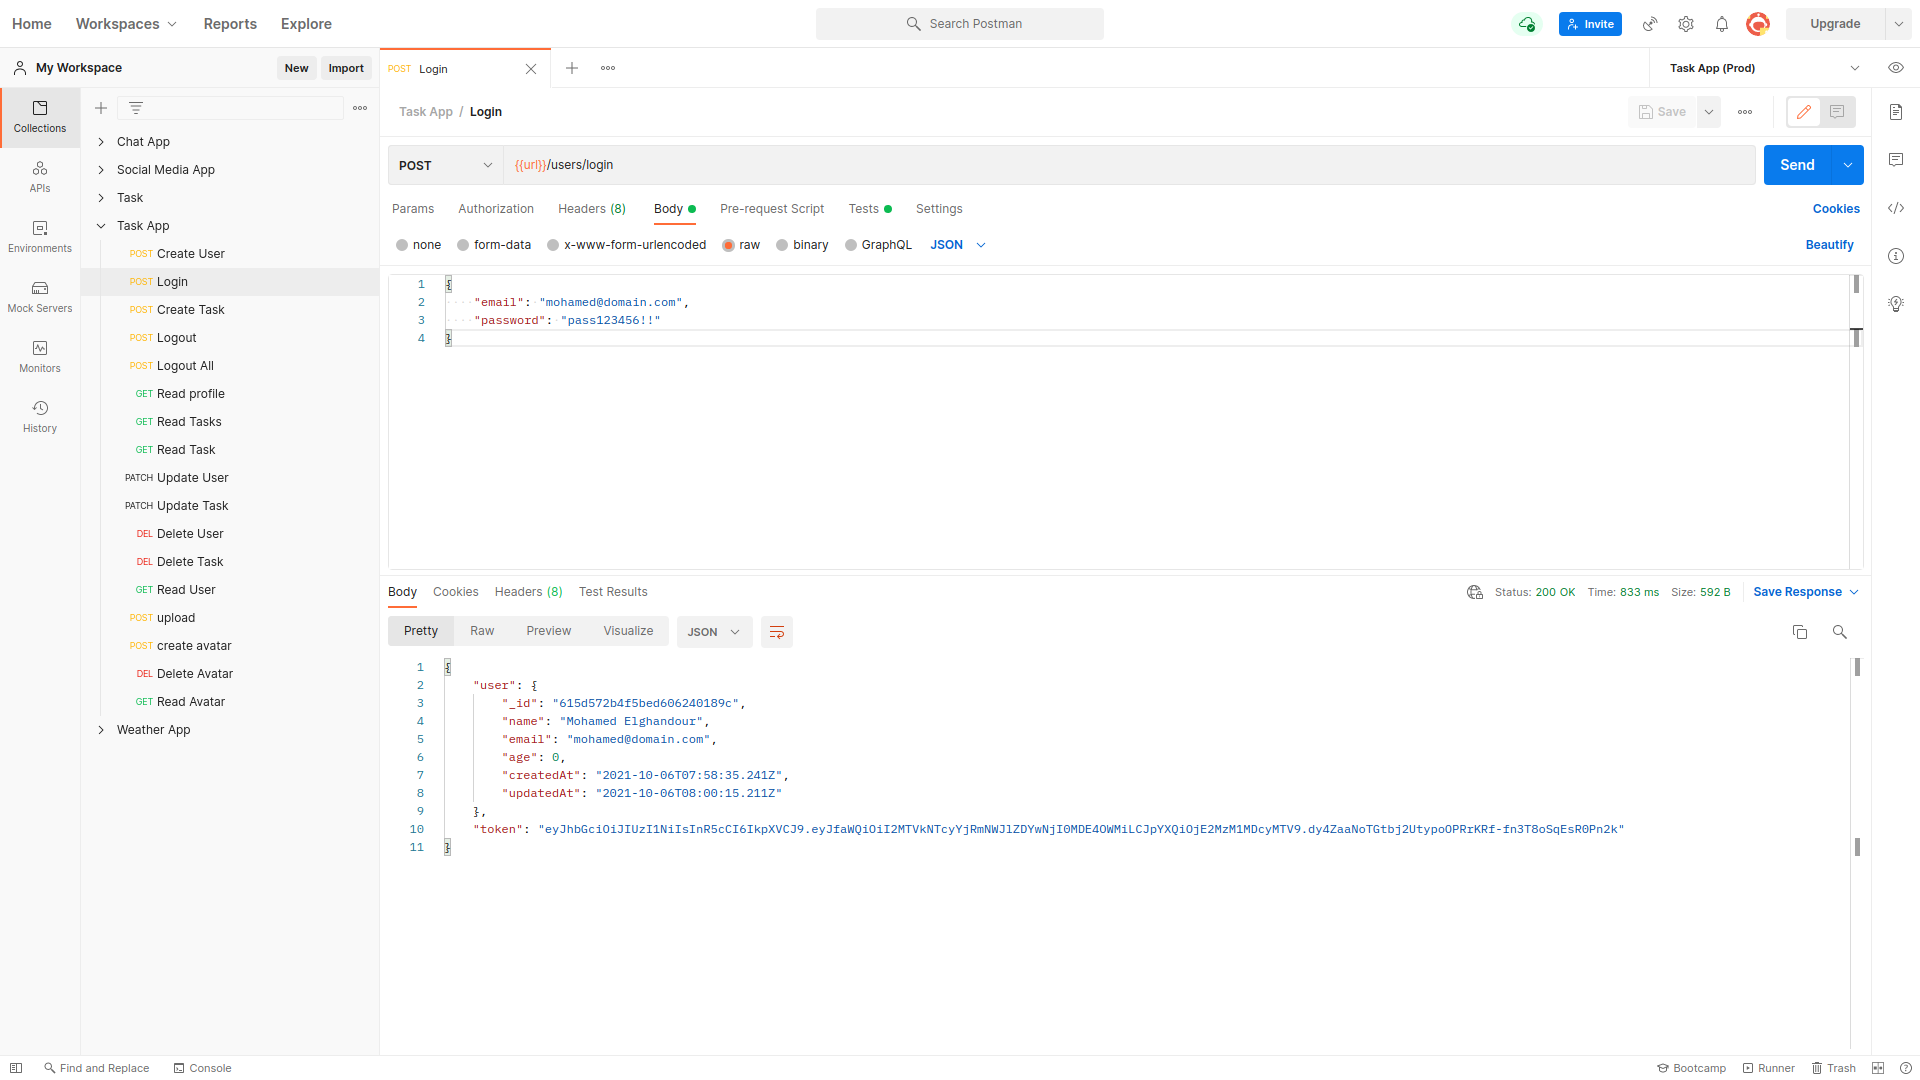 Home Workspaces Reports Explore
Search Postman
Invite
Upgrade
My Workspace New Import
POST Login
Task App (Prod)
Collections
APIs
Environments
Mock Servers
Monitors
History
Chat App
Social Media App
Task
Task App
POST Create User
POST Login
POST Create Task
POST Logout
POST Logout All
GET Read profile
GET Read Tasks
GET Read Task
PATCH Update User
PATCH Update Task
DEL Delete User
DEL Delete Task
GET Read User
POST upload
POST create avatar
DEL Delete Avatar
GET Read Avatar
Weather App
Task App / Login
Save
POST {{url}}/users/login
Send
Params Authorization Headers (8) Body Pre-request Script Tests Settings Cookies
none form-data x-www-form-urlencoded raw binary GraphQL JSON Beautify
1 {
2 "email": "mohamed@domain.com",
3 "password": "pass123456!!"
4 }
Body Cookies Headers (8) Test Results
Status: 200 OK Time: 833 ms Size: 592 B Save Response
Pretty Raw Preview Visualize JSON
1 {
2 "user": {
3 "_id": "615d572b4f5bed606240189c",
4 "name": "Mohamed Elghandour",
5 "email": "mohamed@domain.com",
6 "age": 0,
7 "createdAt": "2021-10-06T07:58:35.241Z",
8 "updatedAt": "2021-10-06T08:00:15.211Z"
9 },
10 "token": "eyJhbGciOiJIUzI1NiIsInR5cCI6IkpXVCJ9.eyJfaWQiOiI2MTVkNTcyYjRmNWJlZDYwNjI0MDE4OWMiLCJpYXQiOjE2MzM1MDcyMTV9.dy4ZaaNoTGtbj2UtypoOPRrKRf-fn3T8oSqEsR0Pn2k"
11 }
Find and Replace Console
Bootcamp Runner Trash